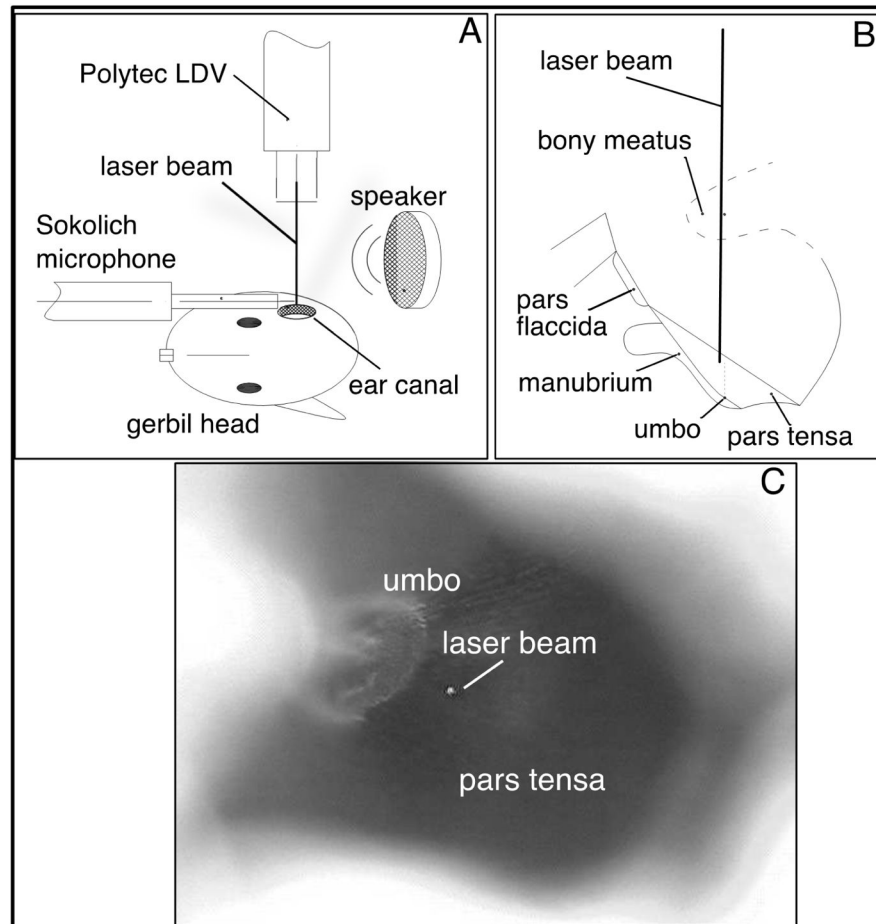 A
Polytec LDV
laser beam
speaker
Sokolich
microphone
ear canal
gerbil head
B
laser beam
bony meatus
pars
flaccida
manubrium
umbo
pars tensa
C
umbo
laser beam
pars tensa